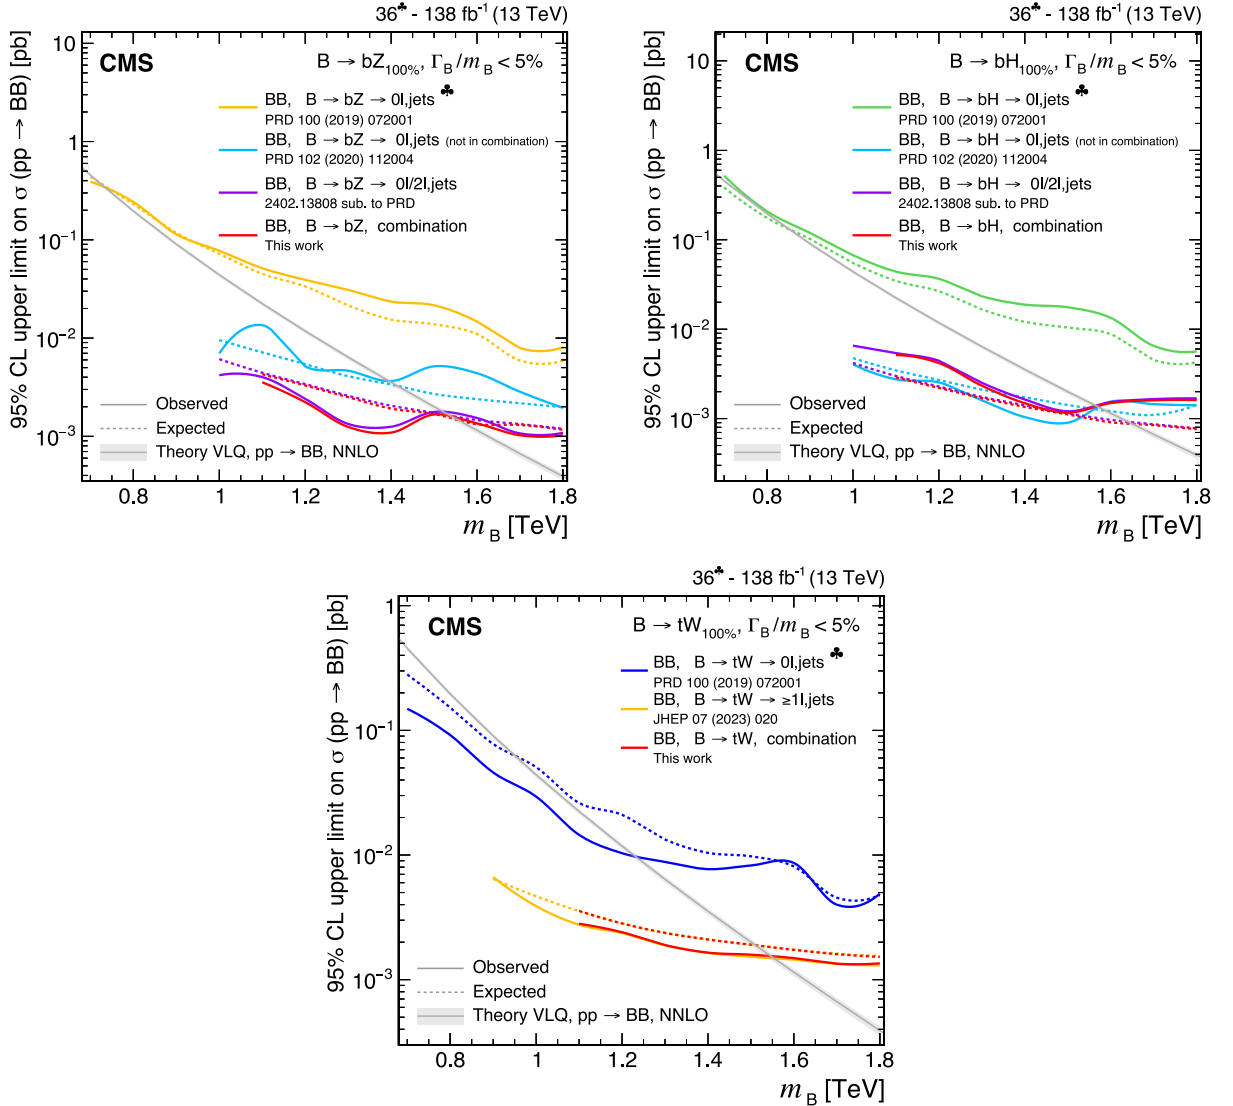 36♣ - 138 fb⁻¹ (13 TeV)
CMS
B → bZ₁₀₀%, Γ_B/m_B < 5%
BB, B → bZ → 0l,jets ♣
PRD 100 (2019) 072001
BB, B → bZ → 0l,jets (not in combination)
PRD 102 (2020) 112004
BB, B → bZ → 0l/2l,jets
2402.13808 sub. to PRD
BB, B → bZ, combination
This work
Observed
Expected
Theory VLQ, pp → BB, NNLO
95% CL upper limit on σ (pp → BB) [pb]
10
1
10⁻¹
10⁻²
10⁻³
0.8 1 1.2 1.4 1.6 1.8
m_B [TeV]
36♣ - 138 fb⁻¹ (13 TeV)
CMS
B → bH₁₀₀%, Γ_B/m_B < 5%
BB, B → bH → 0l,jets ♣
PRD 100 (2019) 072001
BB, B → bH → 0l,jets (not in combination)
PRD 102 (2020) 112004
BB, B → bH → 0l/2l,jets
2402.13808 sub. to PRD
BB, B → bH, combination
This work
Observed
Expected
Theory VLQ, pp → BB, NNLO
95% CL upper limit on σ (pp → BB) [pb]
10
1
10⁻¹
10⁻²
10⁻³
0.8 1 1.2 1.4 1.6 1.8
m_B [TeV]
36♣ - 138 fb⁻¹ (13 TeV)
CMS
B → tW₁₀₀%, Γ_B/m_B < 5%
BB, B → tW → 0l,jets ♣
PRD 100 (2019) 072001
BB, B → tW → ≥1l,jets
JHEP 07 (2023) 020
BB, B → tW, combination
This work
Observed
Expected
Theory VLQ, pp → BB, NNLO
95% CL upper limit on σ (pp → BB) [pb]
1
10⁻¹
10⁻²
10⁻³
0.8 1 1.2 1.4 1.6 1.8
m_B [TeV]